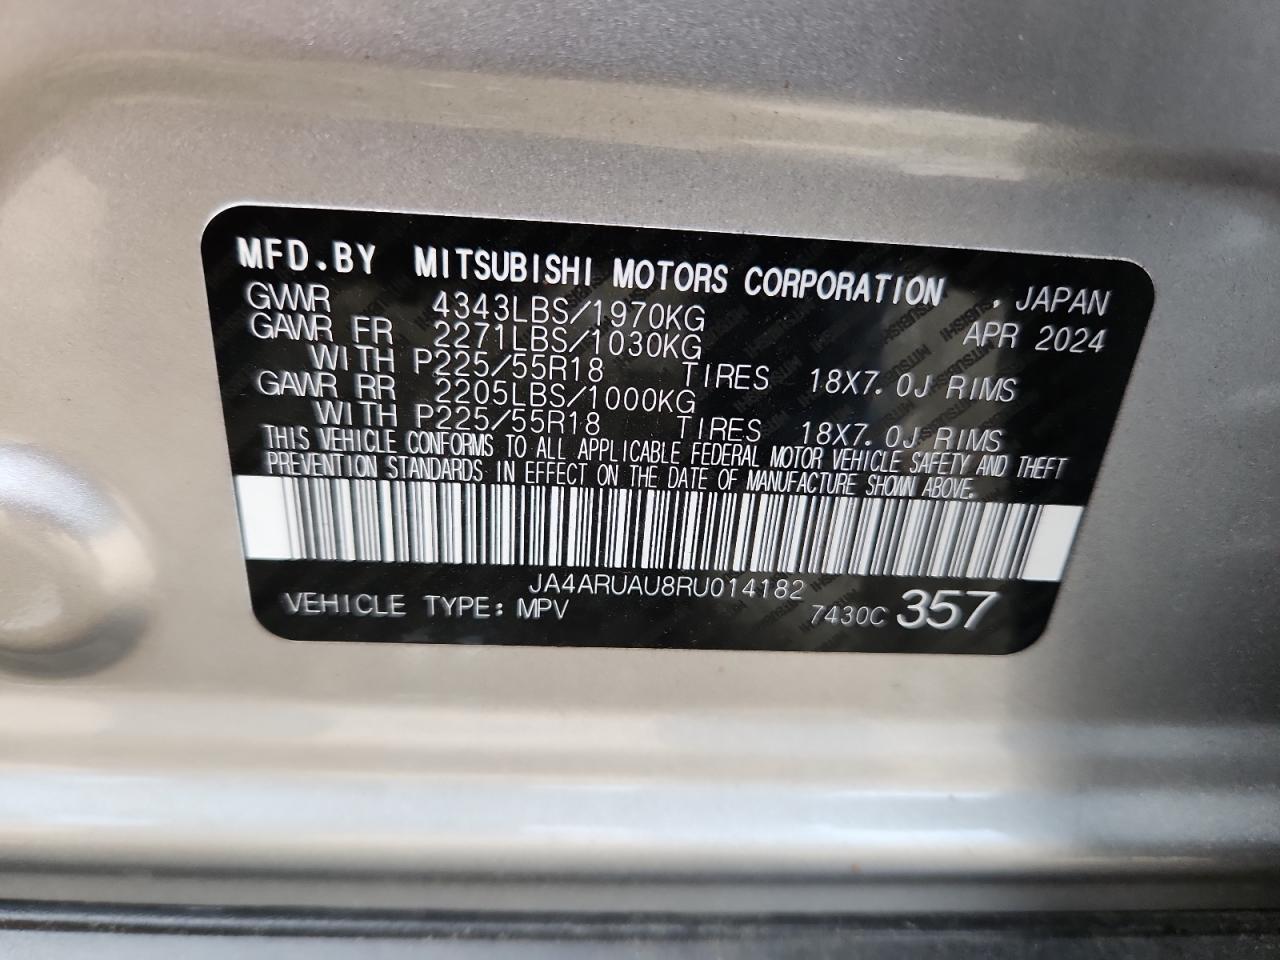 MFD.BY MITSUBISHI MOTORS CORPORATION , JAPAN
GVWR 4343LBS/1970KG APR 2024
GAWR FR 2271LBS/1030KG
WITH P225/55R18 TIRES 18X7.0J RIMS
GAWR RR 2205LBS/1000KG
WITH P225/55R18 TIRES 18X7.0J RIMS
THIS VEHICLE CONFORMS TO ALL APPLICABLE FEDERAL MOTOR VEHICLE SAFETY AND THEFT
PREVENTION STANDARDS IN EFFECT ON THE DATE OF MANUFACTURE SHOWN ABOVE.
JA4ARUAU8RU014182
VEHICLE TYPE: MPV 7430C 357